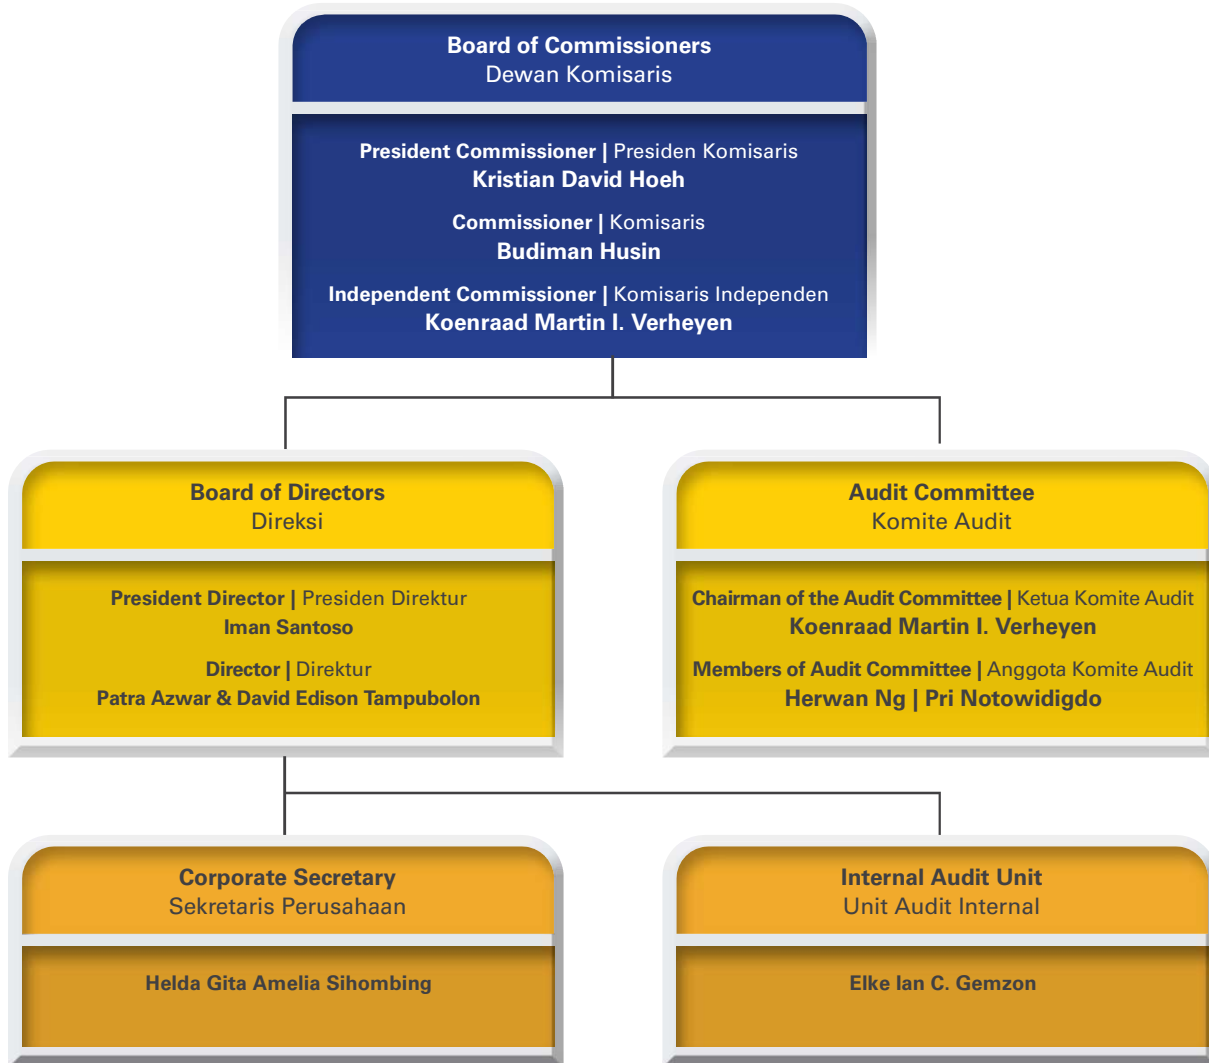 Board of Commissioners
Dewan Komisaris
President Commissioner | Presiden Komisaris
Kristian David Hoeh
Commissioner | Komisaris
Budiman Husin
Independent Commissioner | Komisaris Independen
Koenraad Martin I. Verheyen
Board of Directors
Direksi
President Director | Presiden Direktur
Iman Santoso
Director | Direktur
Patra Azwar & David Edison Tampubolon
Audit Committee
Komite Audit
Chairman of the Audit Committee | Ketua Komite Audit
Koenraad Martin I. Verheyen
Members of Audit Committee | Anggota Komite Audit
Herwan Ng | Pri Notowidigdo
Corporate Secretary
Sekretaris Perusahaan
Helda Gita Amelia Sihombing
Internal Audit Unit
Unit Audit Internal
Elke Ian C. Gemzon